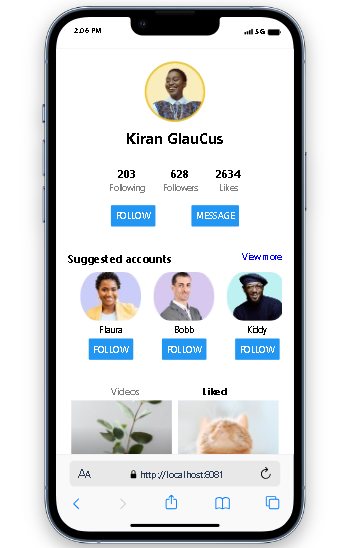 2:06 PM 5G
Kiran GlauCus
203 628 2634
Following Followers Likes
FOLLOW MESSAGE
Suggested accounts View more
Flaura Bobb Kiddy
FOLLOW FOLLOW FOLLOW
Videos Liked
AA http://localhost:8081